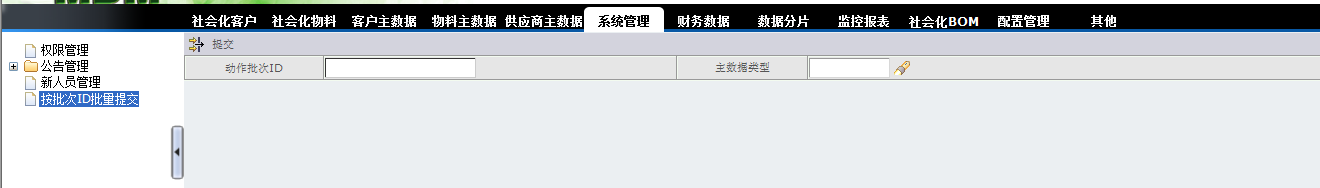 MDM
社会化客户 社会化物料 客户主数据 物料主数据 供应商主数据 系统管理 财务数据 数据分片 监控报表 社会化BOM 配置管理 其他
权限管理
公告管理
新人员管理
按批次ID批量提交
提交
动作批次ID 主数据类型